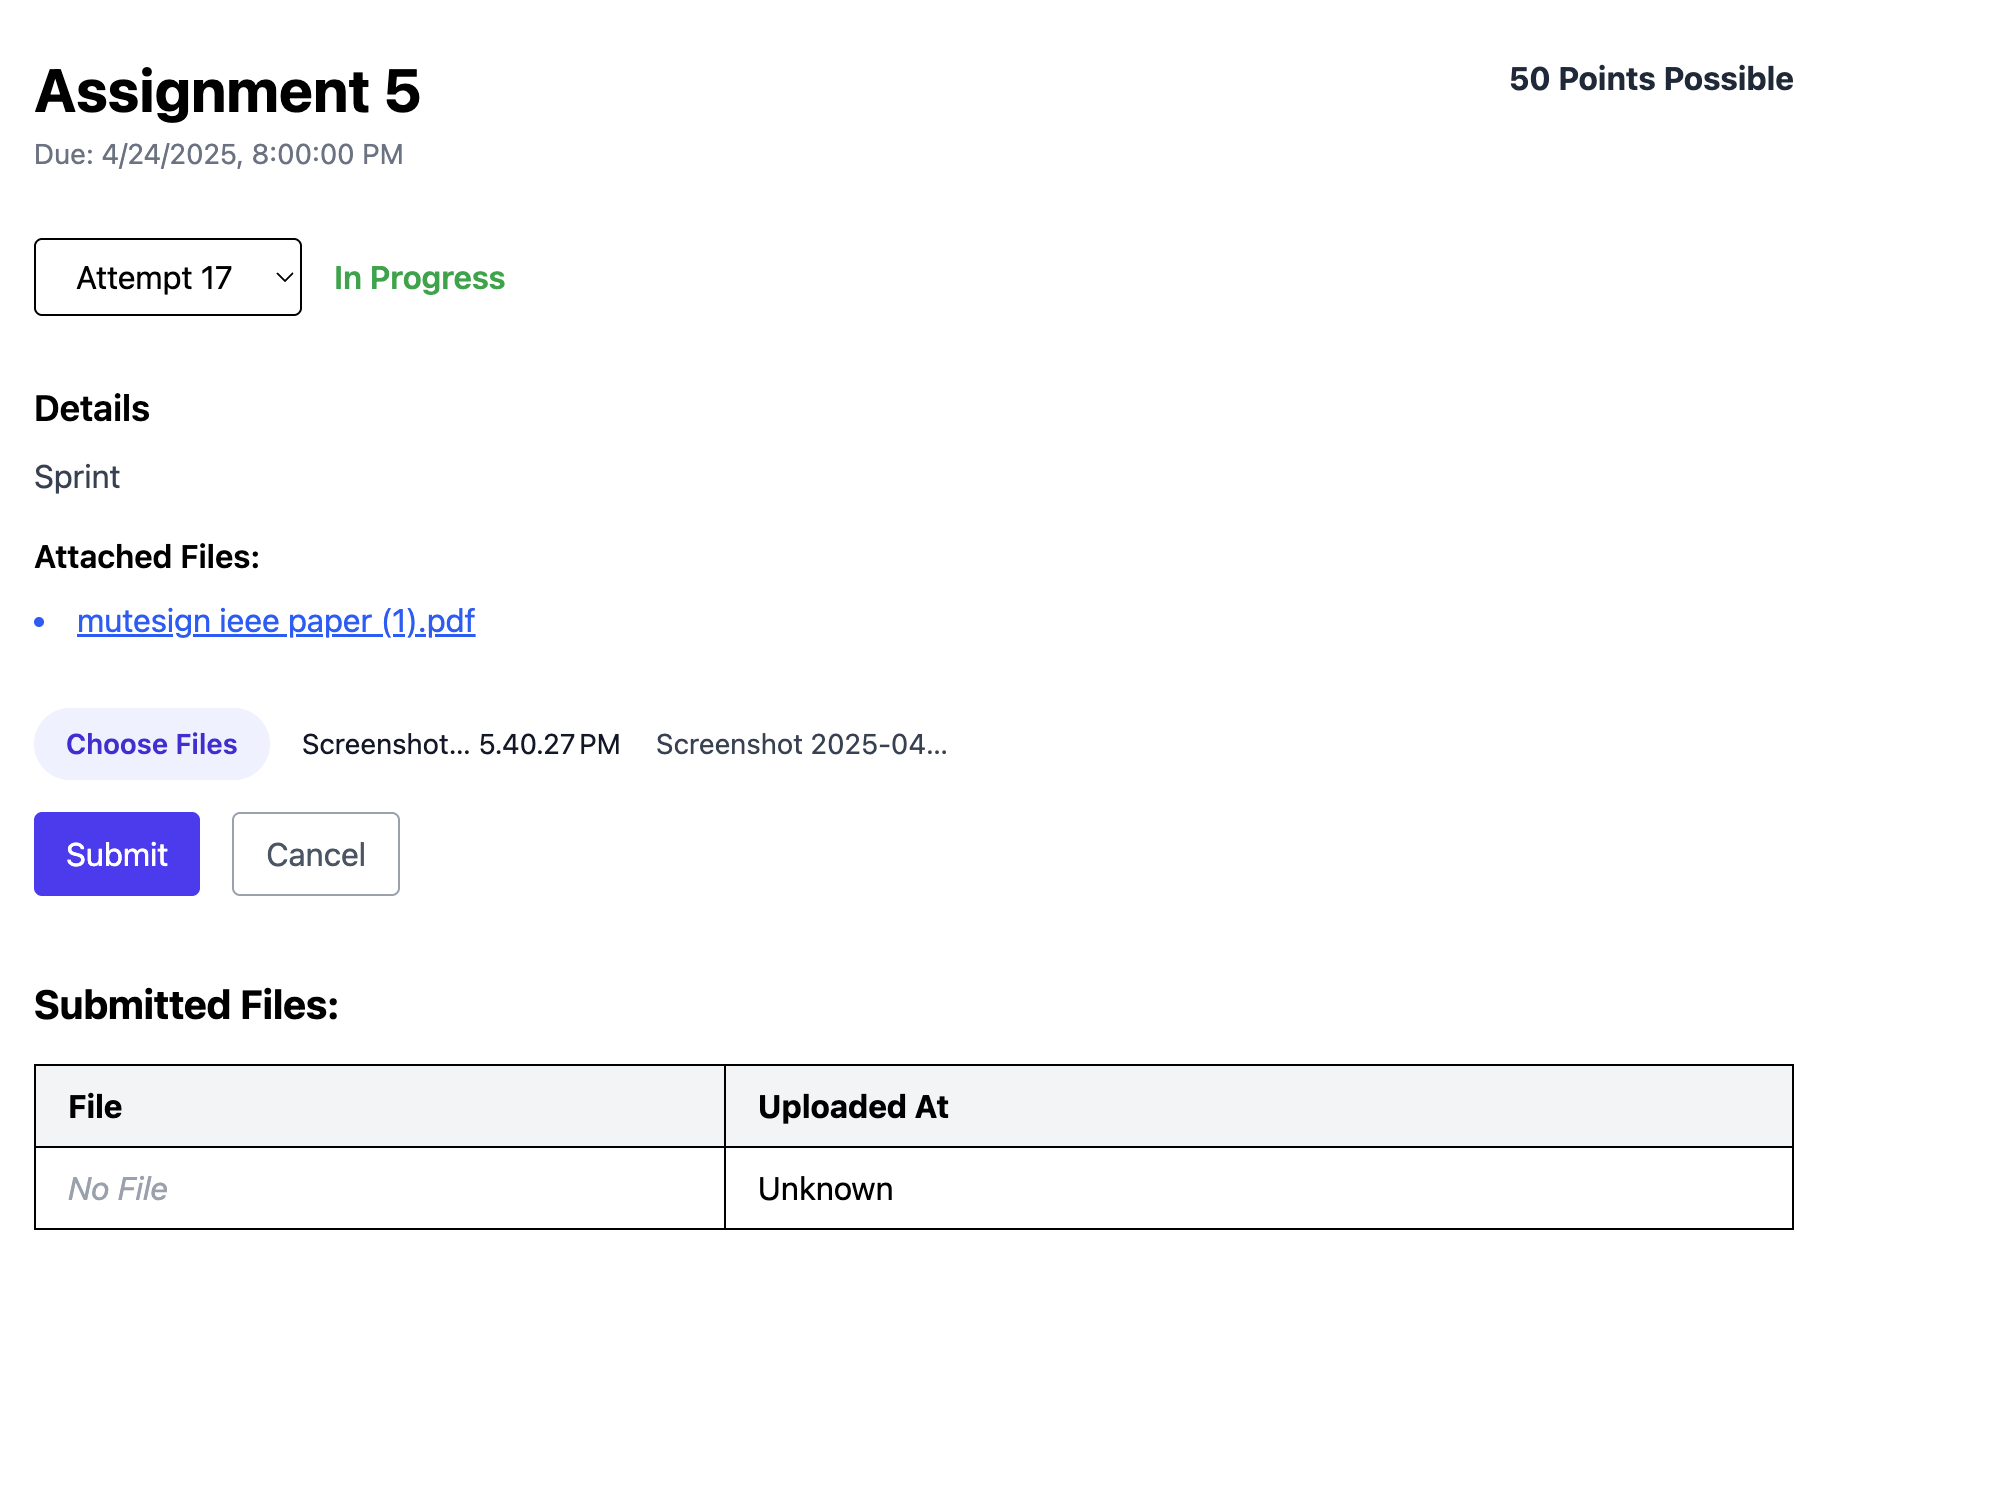 Assignment 5
50 Points Possible
Due: 4/24/2025, 8:00:00 PM
Attempt 17
In Progress
Details
Sprint
Attached Files:
• mutesign ieee paper (1).pdf
Choose Files Screenshot... 5.40.27 PM Screenshot 2025-04...
Submit Cancel
Submitted Files:
File Uploaded At
No File Unknown